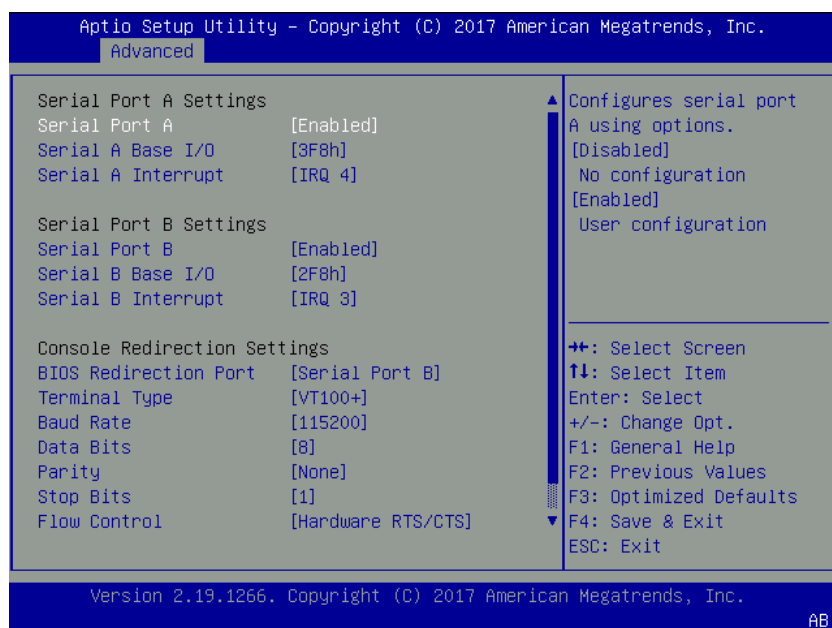 Aptio Setup Utility – Copyright (C) 2017 American Megatrends, Inc.
Advanced
Serial Port A Settings
Serial Port A [Enabled]
Serial A Base I/O [3F8h]
Serial A Interrupt [IRQ 4]
Serial Port B Settings
Serial Port B [Enabled]
Serial B Base I/O [2F8h]
Serial B Interrupt [IRQ 3]
Console Redirection Settings
BIOS Redirection Port [Serial Port B]
Terminal Type [VT100+]
Baud Rate [115200]
Data Bits [8]
Parity [None]
Stop Bits [1]
Flow Control [Hardware RTS/CTS]
Configures serial port
A using options.
[Disabled]
No configuration
[Enabled]
User configuration
→←: Select Screen
↑↓: Select Item
Enter: Select
+/-: Change Opt.
F1: General Help
F2: Previous Values
F3: Optimized Defaults
F4: Save & Exit
ESC: Exit
Version 2.19.1266. Copyright (C) 2017 American Megatrends, Inc.
AB